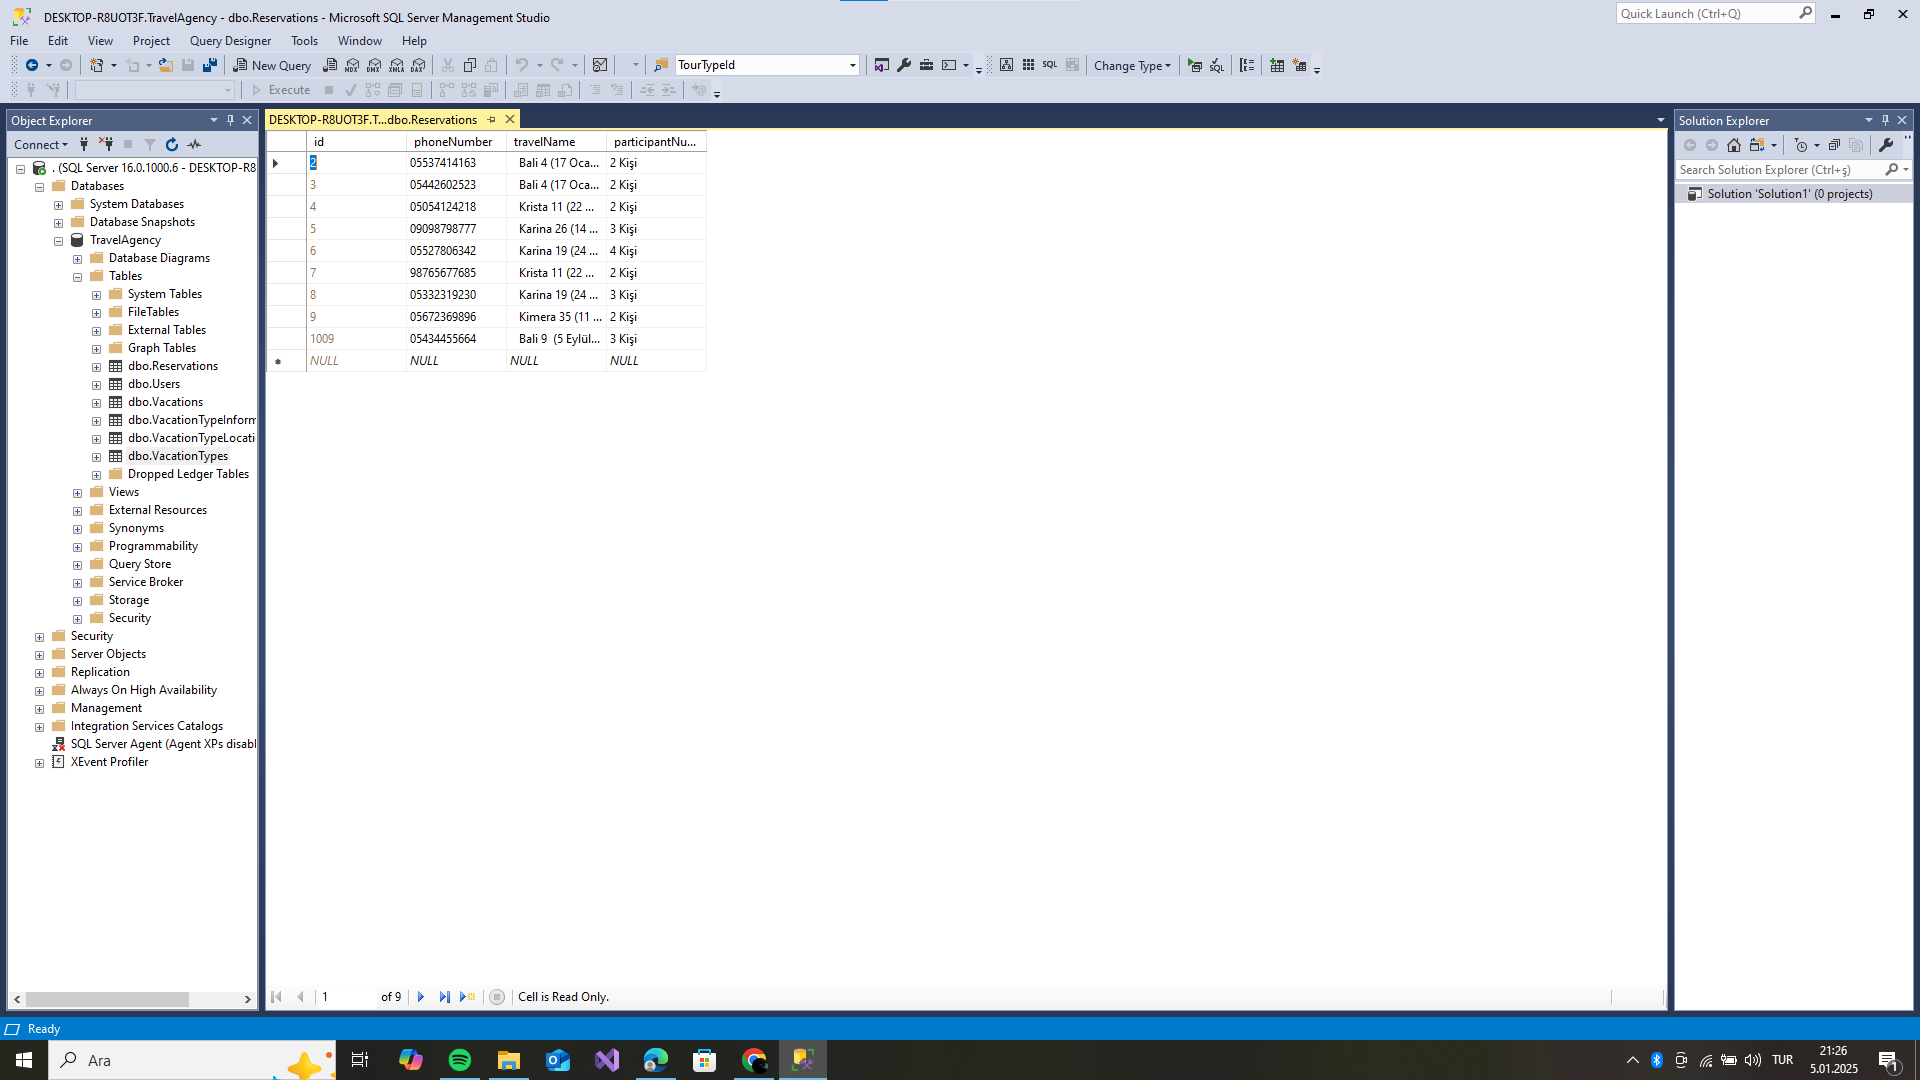 DESKTOP-R8UOT3F.TravelAgency - dbo.Reservations - Microsoft SQL Server Management Studio
Quick Launch (Ctrl+Q)
File Edit View Project Query Designer Tools Window Help
New Query
MDX DMX XMLA DAX
TourTypeId
SQL
Change Type
Execute
Object Explorer
Connect
. (SQL Server 16.0.1000.6 - DESKTOP-R8
Databases
System Databases
Database Snapshots
TravelAgency
Database Diagrams
Tables
System Tables
FileTables
External Tables
Graph Tables
dbo.Reservations
dbo.Users
dbo.Vacations
dbo.VacationTypeInform
dbo.VacationTypeLocati
dbo.VacationTypes
Dropped Ledger Tables
Views
External Resources
Synonyms
Programmability
Query Store
Service Broker
Storage
Security
Security
Server Objects
Replication
Always On High Availability
Management
Integration Services Catalogs
SQL Server Agent (Agent XPs disabl
XEvent Profiler
DESKTOP-R8UOT3F.T...dbo.Reservations
id phoneNumber travelName participantNu...
2 05537414163 Bali 4 (17 Oca... 2 Kişi
3 05442602523 Bali 4 (17 Oca... 2 Kişi
4 05054124218 Krista 11 (22 ... 2 Kişi
5 09098798777 Karina 26 (14 ... 3 Kişi
6 05527806342 Karina 19 (24 ... 4 Kişi
7 98765677685 Krista 11 (22 ... 2 Kişi
8 05332319230 Karina 19 (24 ... 3 Kişi
9 05672369896 Kimera 35 (11 ... 2 Kişi
1009 05434455664 Bali 9 (5 Eylül... 3 Kişi
NULL NULL NULL NULL
1 of 9 Cell is Read Only.
Solution Explorer
Search Solution Explorer (Ctrl+ş)
Solution 'Solution1' (0 projects)
Ready
Ara
TUR
21:26
5.01.2025
1